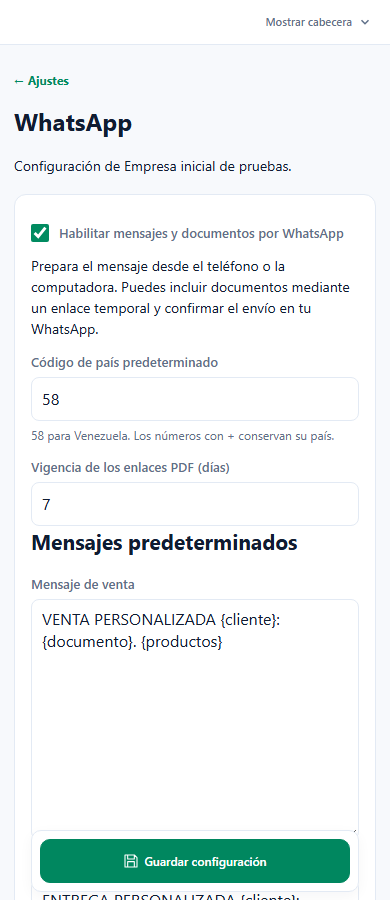 Mostrar cabecera
← Ajustes
WhatsApp
Configuración de Empresa inicial de pruebas.
Habilitar mensajes y documentos por WhatsApp
Prepara el mensaje desde el teléfono o la
computadora. Puedes incluir documentos mediante
un enlace temporal y confirmar el envío en tu
WhatsApp.
Código de país predeterminado
58
58 para Venezuela. Los números con + conservan su país.
Vigencia de los enlaces PDF (días)
7
Mensajes predeterminados
Mensaje de venta
VENTA PERSONALIZADA {cliente}:
{documento}. {productos}
Guardar configuración
ENTREGA PERSONALIZADA {cliente}: